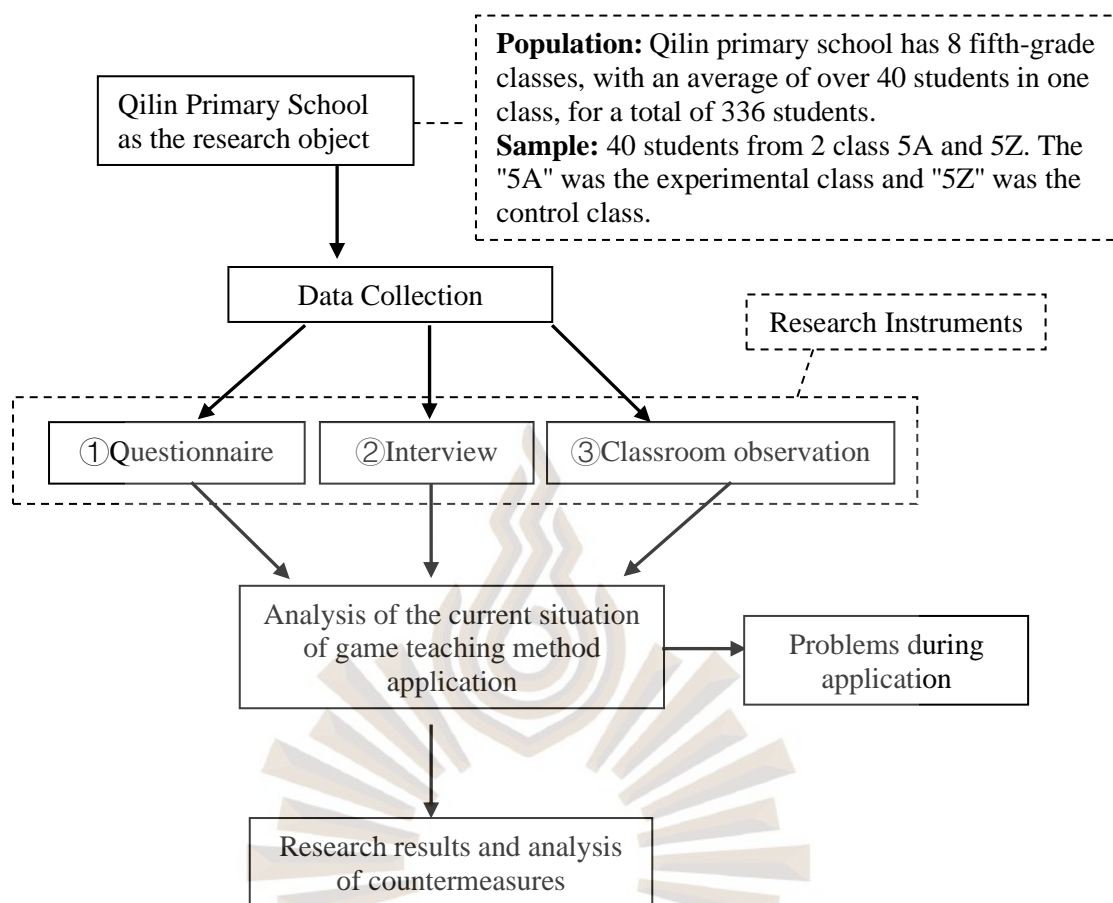 Population: Qilin primary school has 8 fifth-grade
classes, with an average of over 40 students in one
class, for a total of 336 students.
Sample: 40 students from 2 class 5A and 5Z. The
"5A" was the experimental class and "5Z" was the
control class.
Qilin Primary School
as the research object
Data Collection
Research Instruments
①Questionnaire
②Interview
③Classroom observation
Analysis of the current situation
of game teaching method
application
Problems during
application
Research results and analysis
of countermeasures